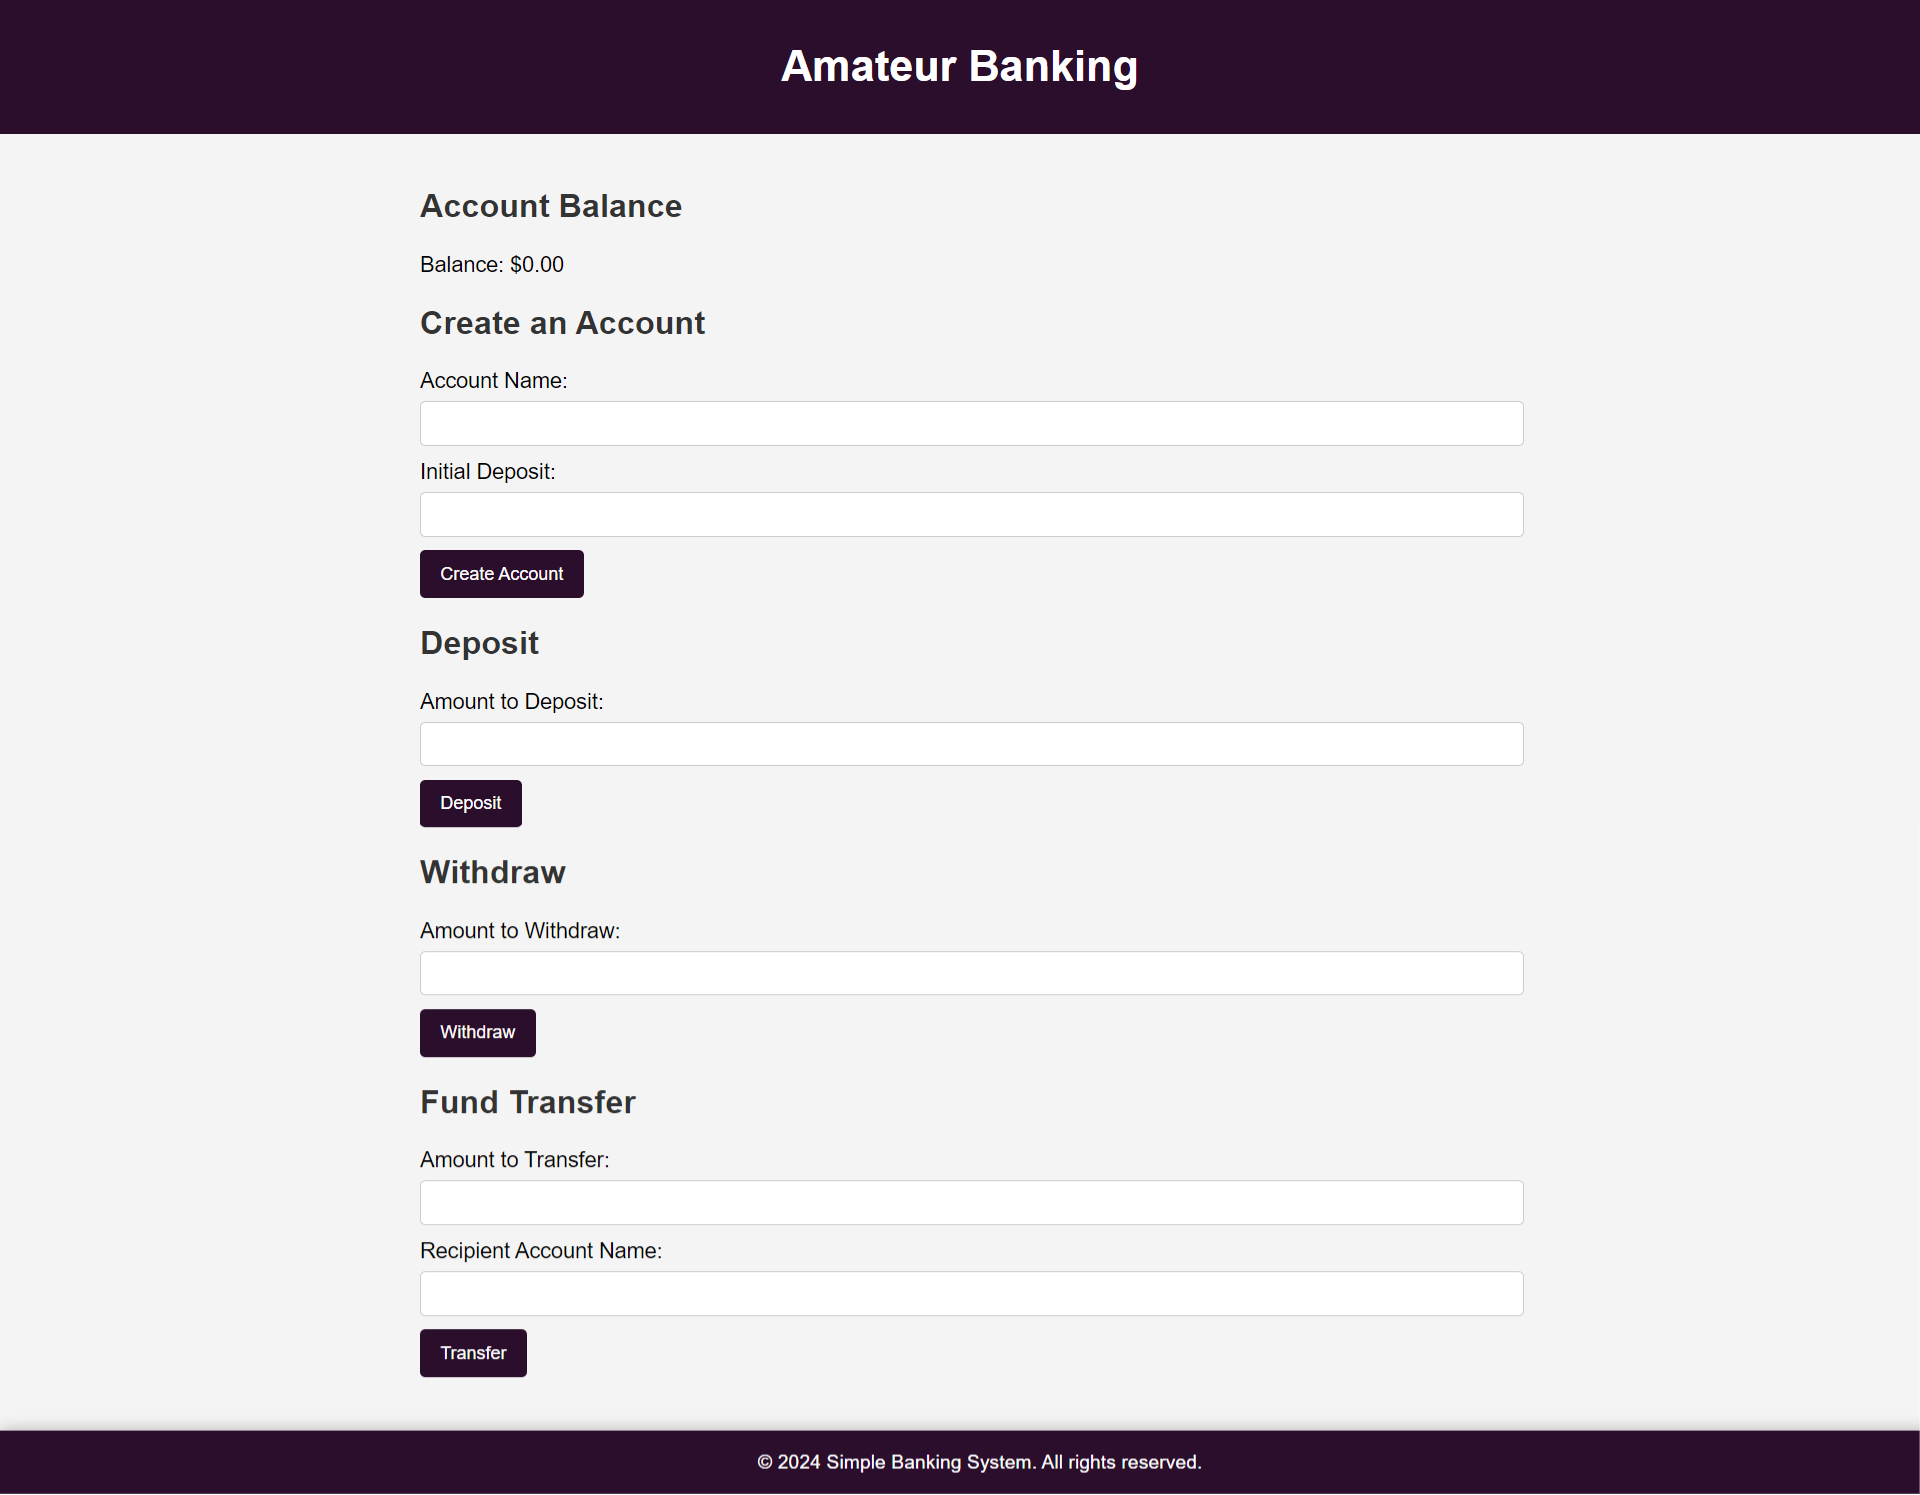 Amateur Banking
Account Balance
Balance: $0.00
Create an Account
Account Name:
Initial Deposit:
Create Account
Deposit
Amount to Deposit:
Deposit
Withdraw
Amount to Withdraw:
Withdraw
Fund Transfer
Amount to Transfer:
Recipient Account Name:
Transfer
© 2024 Simple Banking System. All rights reserved.